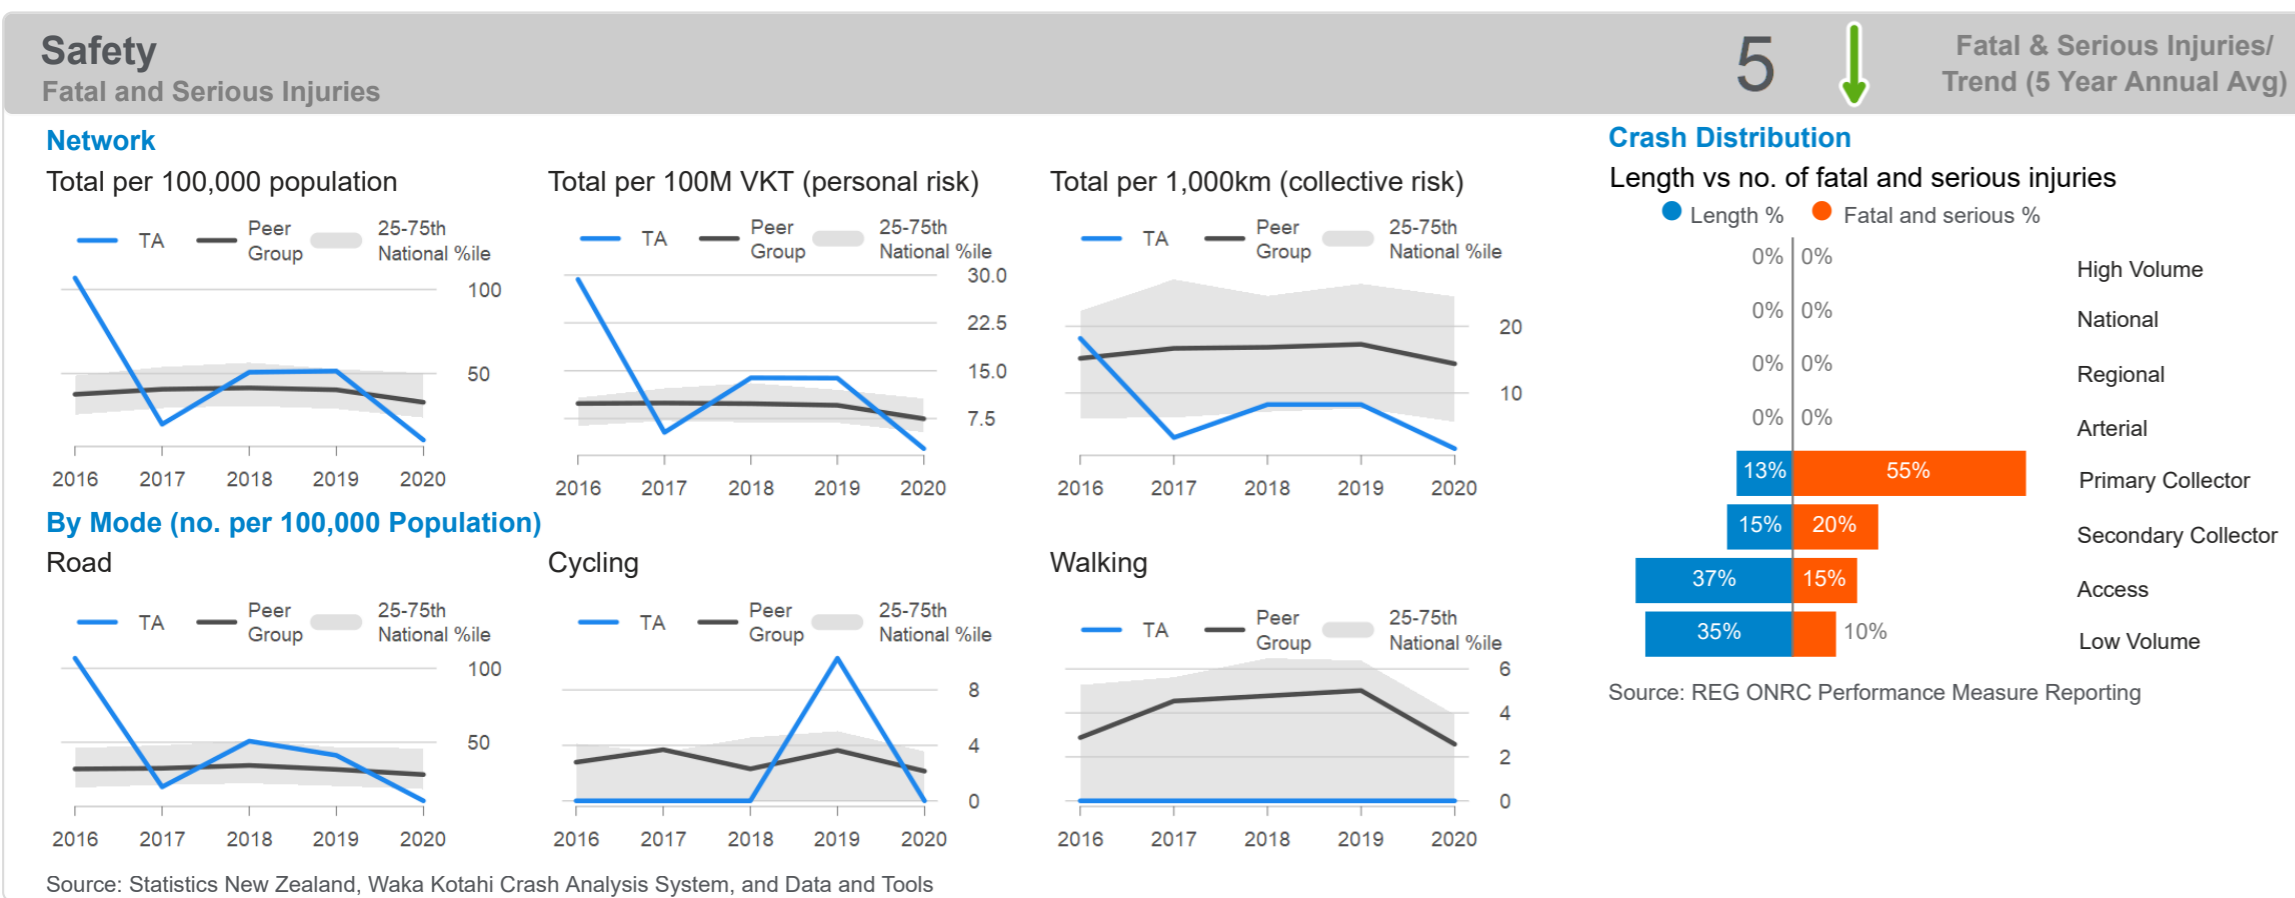 Safety
Fatal and Serious Injuries
5
Fatal & Serious Injuries/
Trend (5 Year Annual Avg)
Network
Total per 100,000 population
TA
Peer
Group
25-75th
National %ile
100
50
2016 2017 2018 2019 2020
Total per 100M VKT (personal risk)
TA
Peer
Group
25-75th
National %ile
30.0
22.5
15.0
7.5
2016 2017 2018 2019 2020
Total per 1,000km (collective risk)
TA
Peer
Group
25-75th
National %ile
20
10
2016 2017 2018 2019 2020
By Mode (no. per 100,000 Population)
Road
TA
Peer
Group
25-75th
National %ile
100
50
2016 2017 2018 2019 2020
Cycling
TA
Peer
Group
25-75th
National %ile
8
4
0
2016 2017 2018 2019 2020
Walking
TA
Peer
Group
25-75th
National %ile
6
4
2
0
2016 2017 2018 2019 2020
Source: Statistics New Zealand, Waka Kotahi Crash Analysis System, and Data and Tools
Crash Distribution
Length vs no. of fatal and serious injuries
Length % Fatal and serious %
0% 0% High Volume
0% 0% National
0% 0% Regional
0% 0% Arterial
13% 55% Primary Collector
15% 20% Secondary Collector
37% 15% Access
35% 10% Low Volume
Source: REG ONRC Performance Measure Reporting